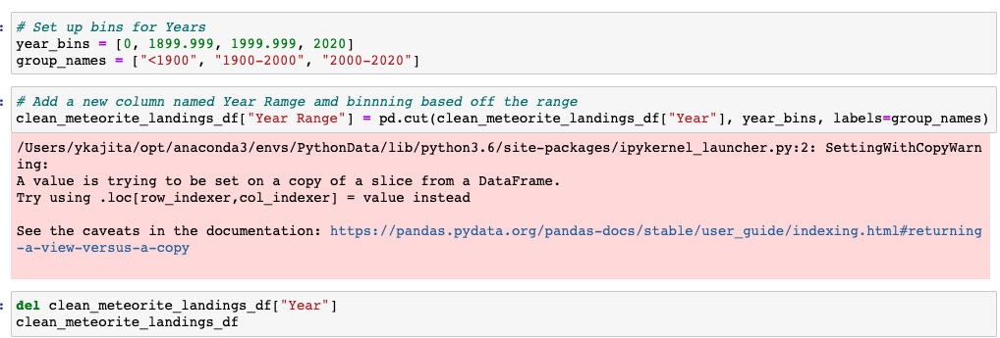 # Set up bins for Years
year_bins = [0, 1899.999, 1999.999, 2020]
group_names = ["<1900", "1900-2000", "2000-2020"]
# Add a new column named Year Ramge amd binnning based off the range
clean_meteorite_landings_df["Year Range"] = pd.cut(clean_meteorite_landings_df["Year"], year_bins, labels=group_names)
/Users/ykajita/opt/anaconda3/envs/PythonData/lib/python3.6/site-packages/ipykernel_launcher.py:2: SettingWithCopyWarn
ing:
A value is trying to be set on a copy of a slice from a DataFrame.
Try using .loc[row_indexer,col_indexer] = value instead
See the caveats in the documentation: https://pandas.pydata.org/pandas-docs/stable/user_guide/indexing.html#returning
-a-view-versus-a-copy
del clean_meteorite_landings_df["Year"]
clean_meteorite_landings_df